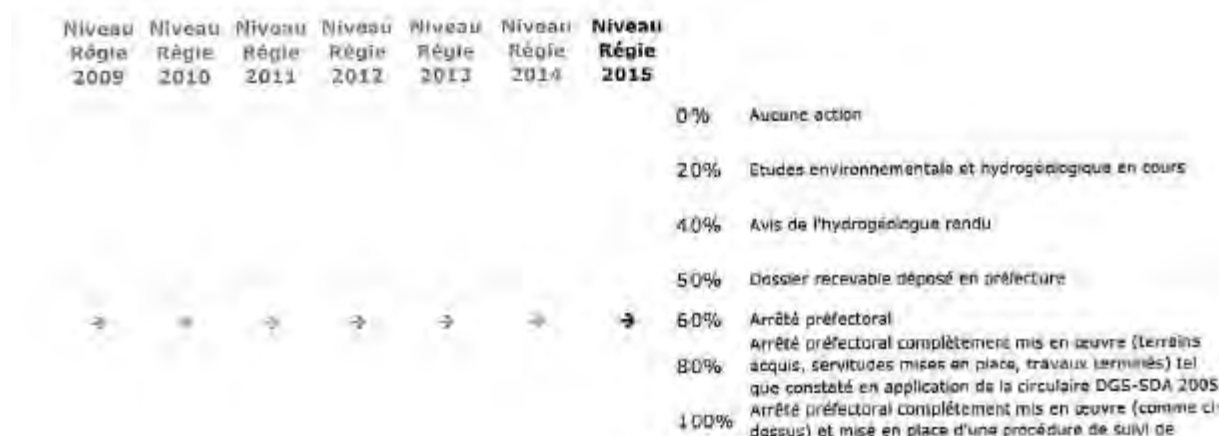 Niveau Niveau Niveau Niveau Niveau Niveau Niveau
Régie Régie Régie Régie Régie Régie Régie
2009 2010 2011 2012 2013 2014 2015
0% Aucune action
20% Etudes environnementale et hydrogéologique en cours
40% Avis de l'hydrogéologue rendu
50% Dossier recevable déposé en préfecture
→ → → → → → → 60% Arrêté préfectoral
Arrêté préfectoral complètement mis en œuvre (terrains
80% acquis, servitudes mises en place, travaux terminés) tel
que constaté en application de la circulaire DGS-SDA 2005
100% Arrêté préfectoral complètement mis en œuvre (comme ci-
dessus) et mise en place d'une procédure de suivi de